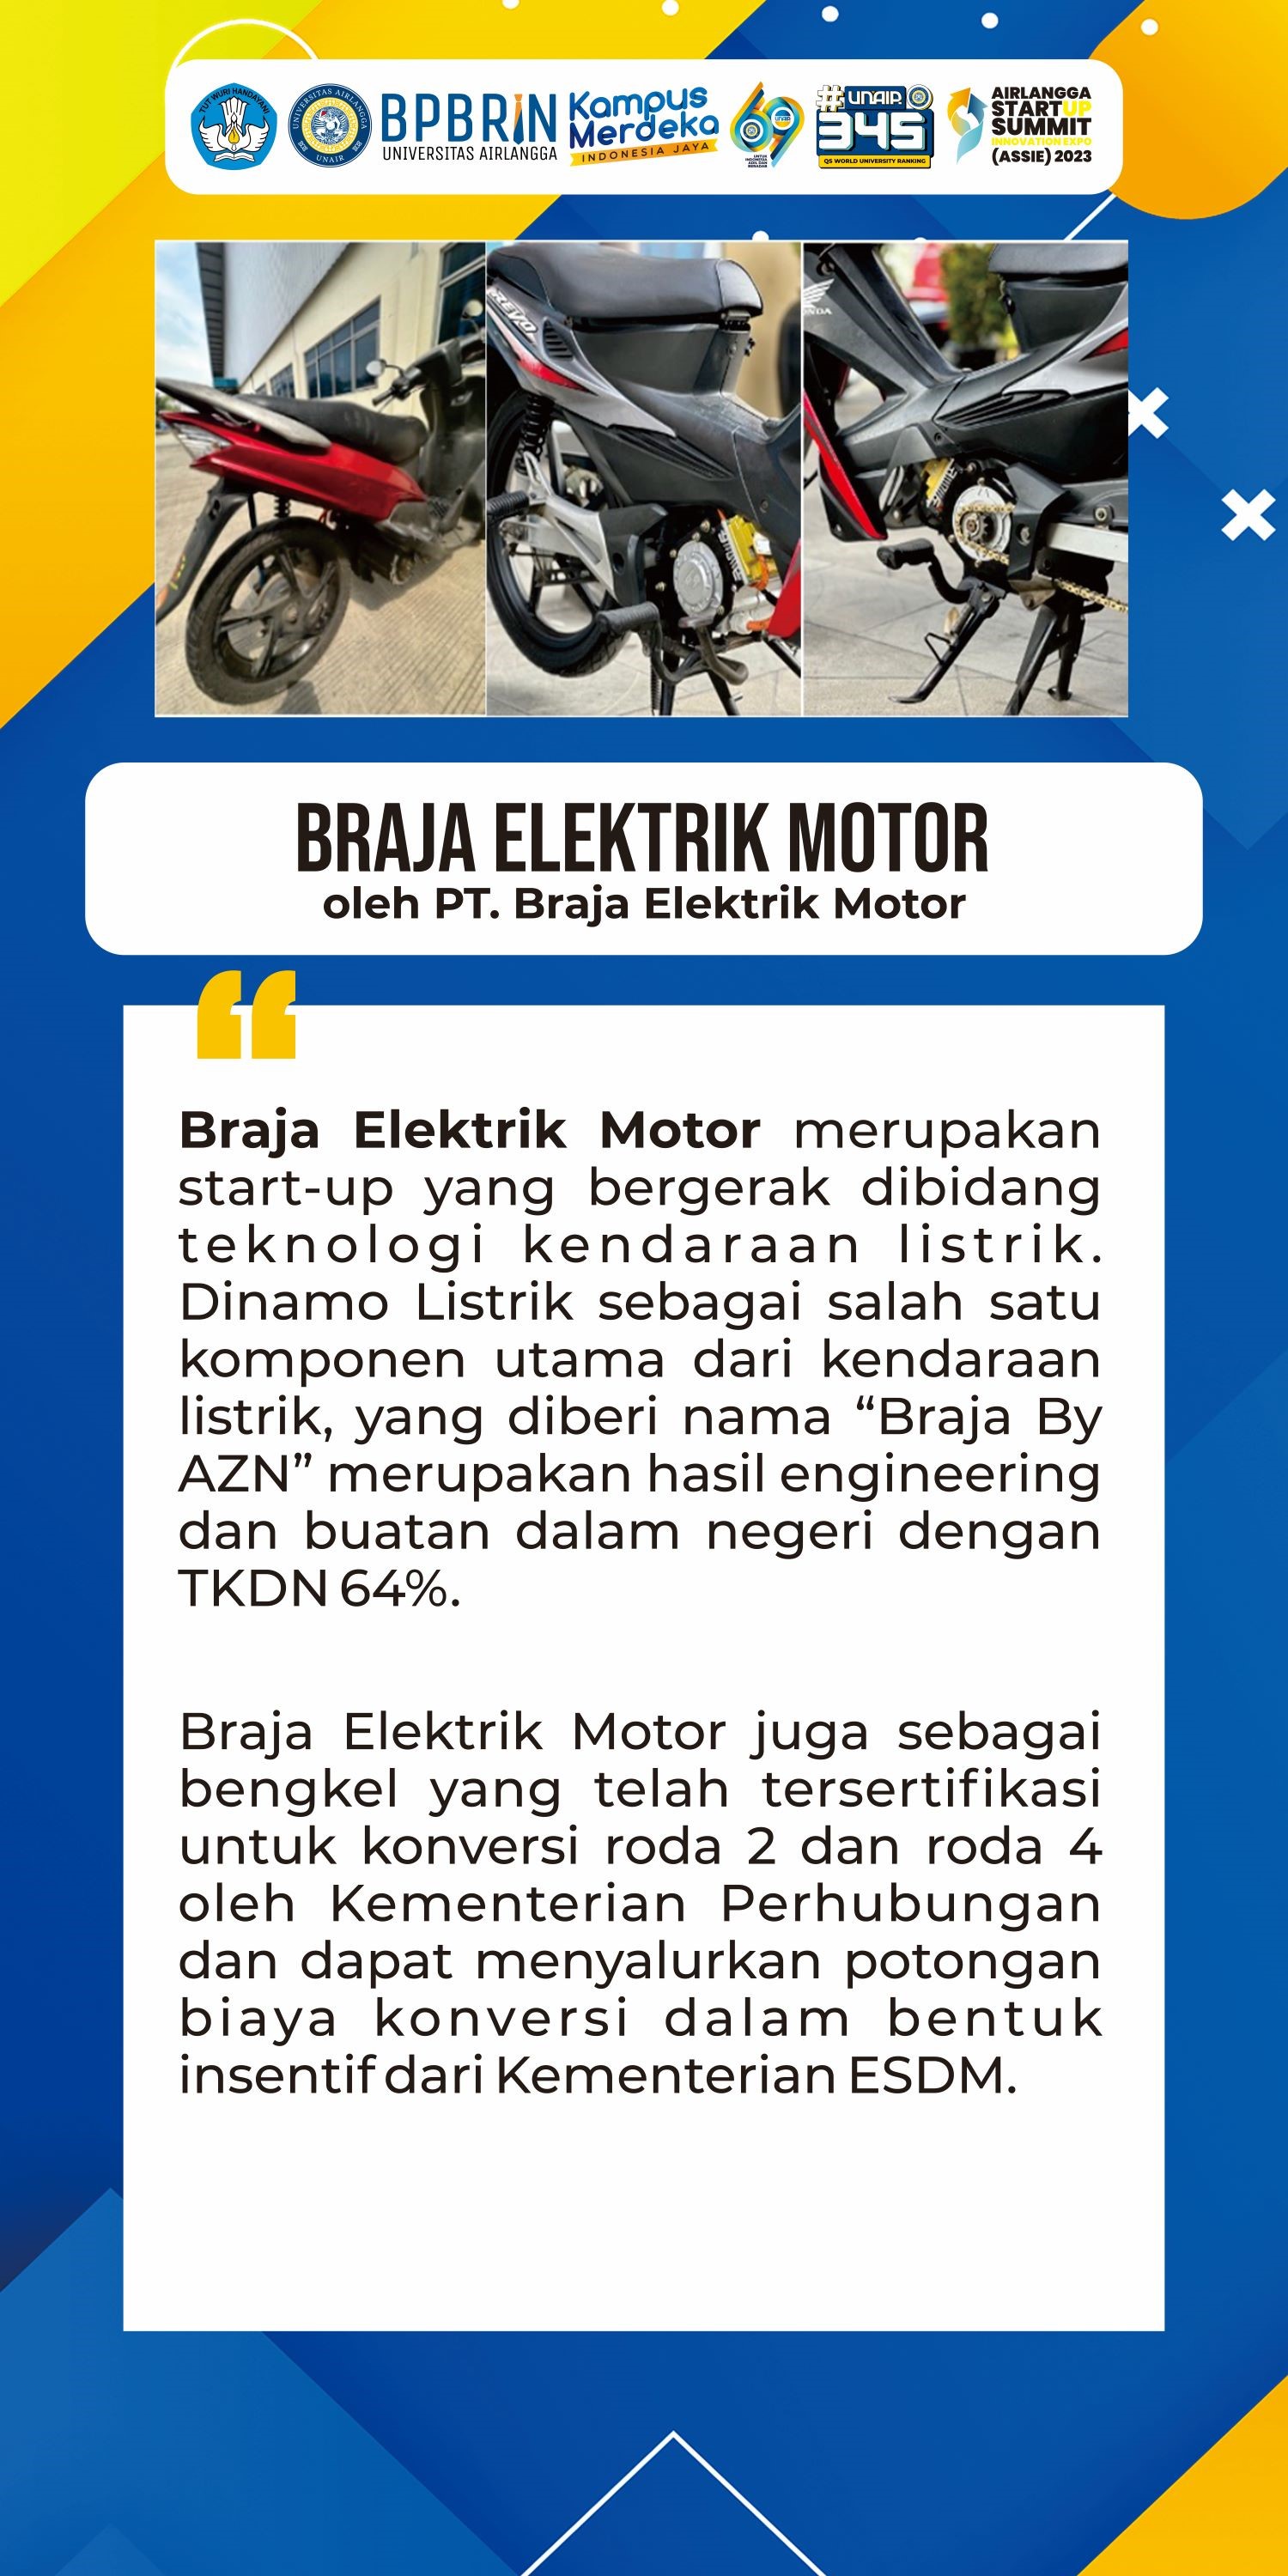 TUT WURI HANDAYANI
UNIVERSITAS AIRLANGGA
UNAIR
BPBRIN
UNIVERSITAS AIRLANGGA
Kampus
Merdeka
INDONESIA JAYA
69
#UNAIR
345
QS WORLD UNIVERSITY RANKING
AIRLANGGA
STARTUP
SUMMIT
INNOVATION EXPO
(ASSIE) 2023
REVO
BRAJA ELEKTRIK MOTOR
oleh PT. Braja Elektrik Motor
“
Braja Elektrik Motor merupakan
start-up yang bergerak dibidang
teknologi kendaraan listrik.
Dinamo Listrik sebagai salah satu
komponen utama dari kendaraan
listrik, yang diberi nama “Braja By
AZN” merupakan hasil engineering
dan buatan dalam negeri dengan
TKDN 64%.
Braja Elektrik Motor juga sebagai
bengkel yang telah tersertifikasi
untuk konversi roda 2 dan roda 4
oleh Kementerian Perhubungan
dan dapat menyalurkan potongan
biaya konversi dalam bentuk
insentif dari Kementerian ESDM.